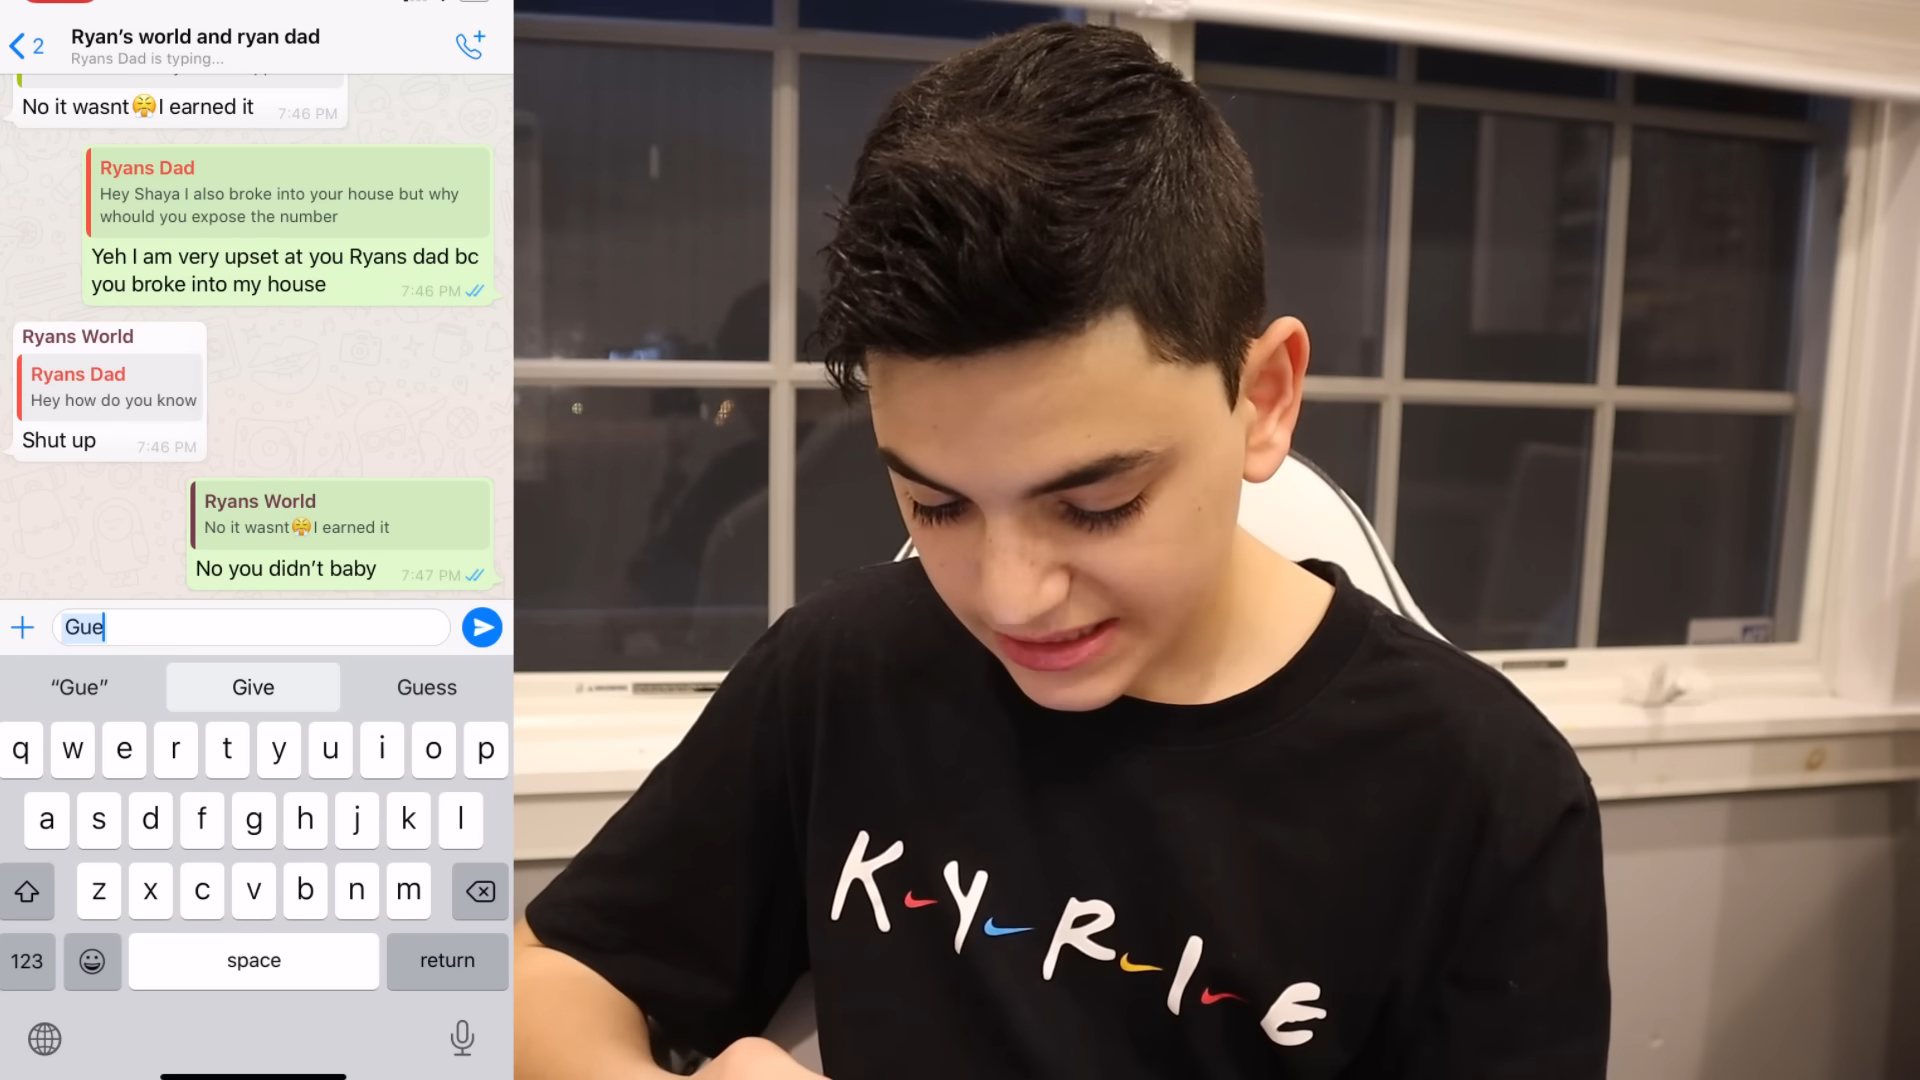 2
Ryan's world and ryan dad
Ryans Dad is typing...
No it wasnt😤I earned it
7:46 PM
Ryans Dad
Hey Shaya I also broke into your house but why
whould you expose the number
Yeh I am very upset at you Ryans dad bc
you broke into my house
7:46 PM
Ryans World
Ryans Dad
Hey how do you know
Shut up
7:46 PM
Ryans World
No it wasnt😤I earned it
No you didn't baby
7:47 PM
Gue
“Gue”
Give
Guess
q w e r t y u i o p
a s d f g h j k l
z x c v b n m
123
space
return
KYRIE